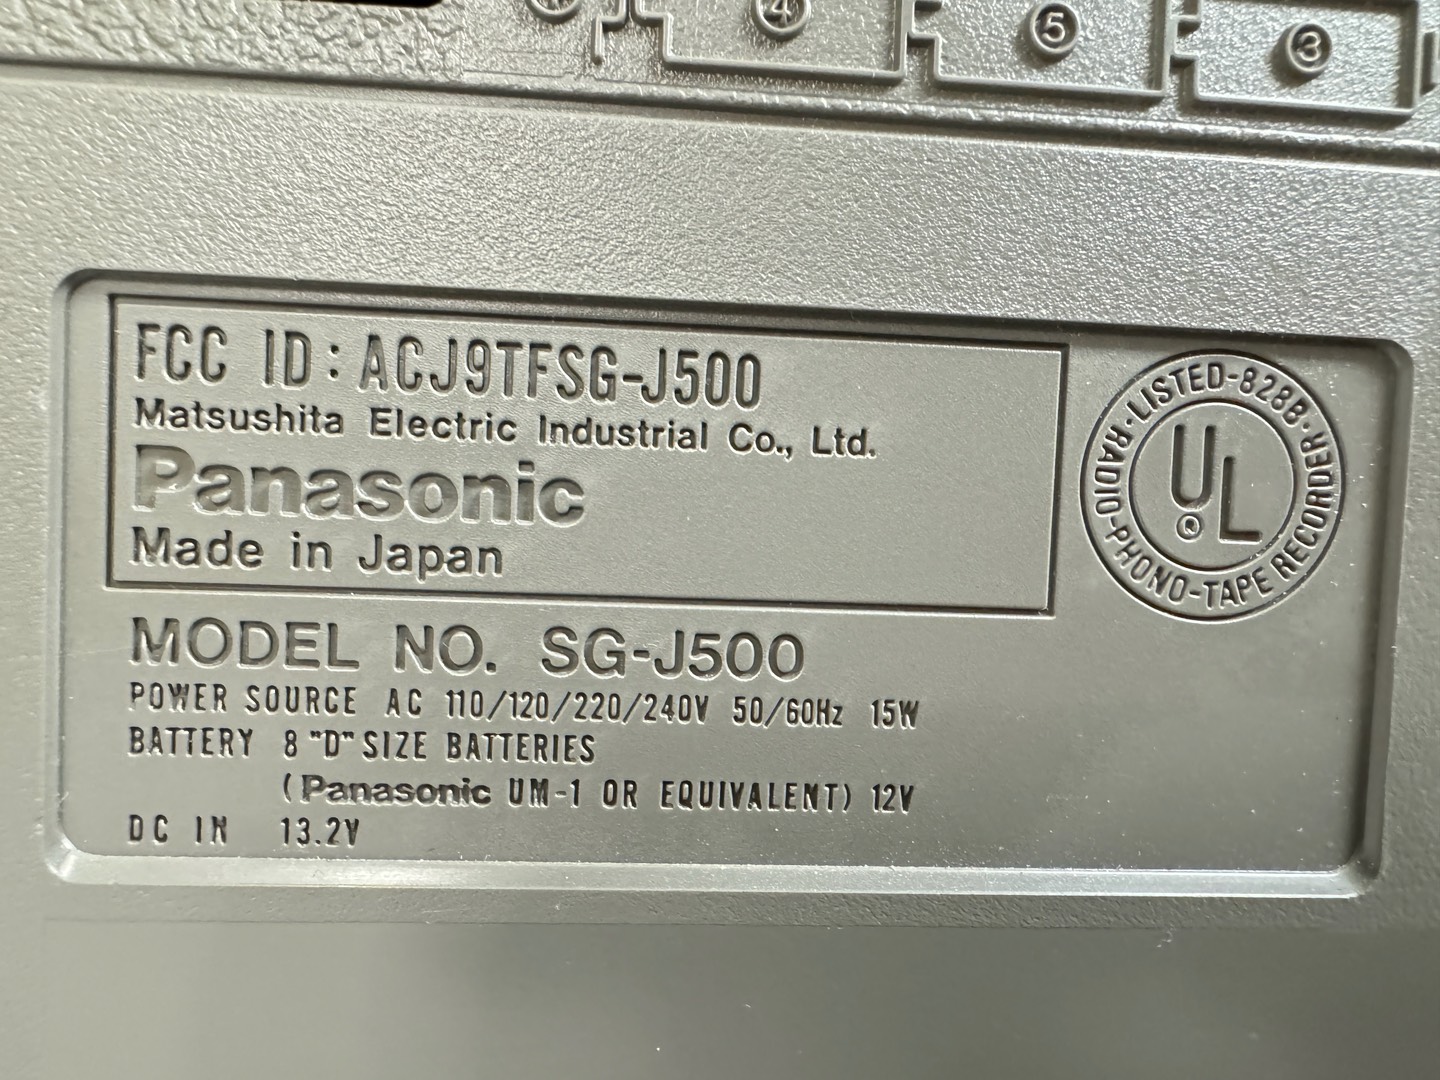 ④
⑤
③
FCC ID: ACJ9TFSG-J500
Matsushita Electric Industrial Co., Ltd.
Panasonic
Made in Japan
LISTED-828B·RADIO-PHONO-TAPE RECORDER·
UL
®
MODEL NO. SG-J500
POWER SOURCE AC 110/120/220/240V 50/60Hz 15W
BATTERY 8 "D" SIZE BATTERIES
(Panasonic UM-1 OR EQUIVALENT) 12V
DC IN 13.2V